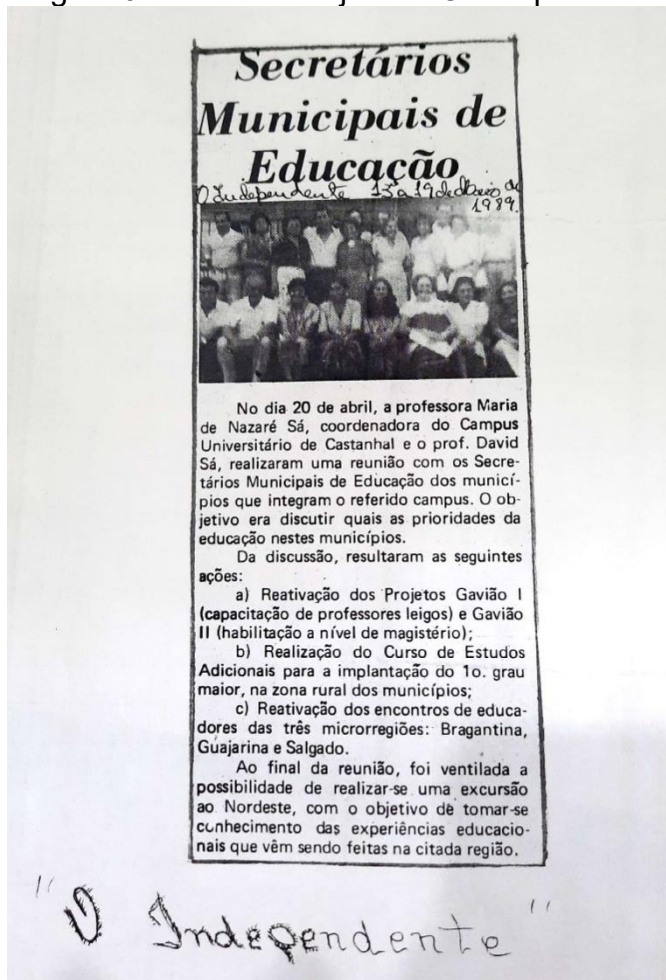 Secretários
Municipais de
Educação
O Independente 13 a 19 de Maio de
1989.
No dia 20 de abril, a professora Maria
de Nazaré Sá, coordenadora do Campus
Universitário de Castanhal e o prof. David
Sá, realizaram uma reunião com os Secre-
tários Municipais de Educação dos municí-
pios que integram o referido campus. O ob-
jetivo era discutir quais as prioridades da
educação nestes municípios.
Da discussão, resultaram as seguintes
ações:
a) Reativação dos Projetos Gavião I
(capacitação de professores leigos) e Gavião
II (habilitação a nível de magistério);
b) Realização do Curso de Estudos
Adicionais para a implantação do 1o. grau
maior, na zona rural dos municípios;
c) Reativação dos encontros de educa-
dores das três microrregiões: Bragantina,
Guajarina e Salgado.
Ao final da reunião, foi ventilada a
possibilidade de realizar-se uma excursão
ao Nordeste, com o objetivo de tomar-se
conhecimento das experiências educacio-
nais que vêm sendo feitas na citada região.
"O Independente"